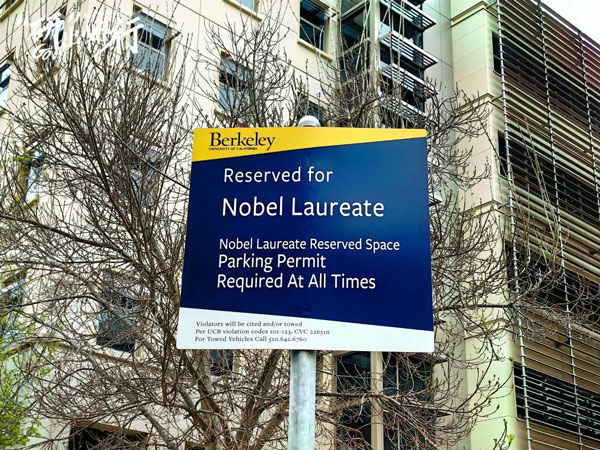 Berkeley
UNIVERSITY OF CALIFORNIA
Reserved for
Nobel Laureate
Nobel Laureate Reserved Space
Parking Permit
Required At All Times
Violators will be cited and/or towed
Per UCB violation codes 101-123, CVC 22651n
For Towed Vehicles Call 510.642.6760